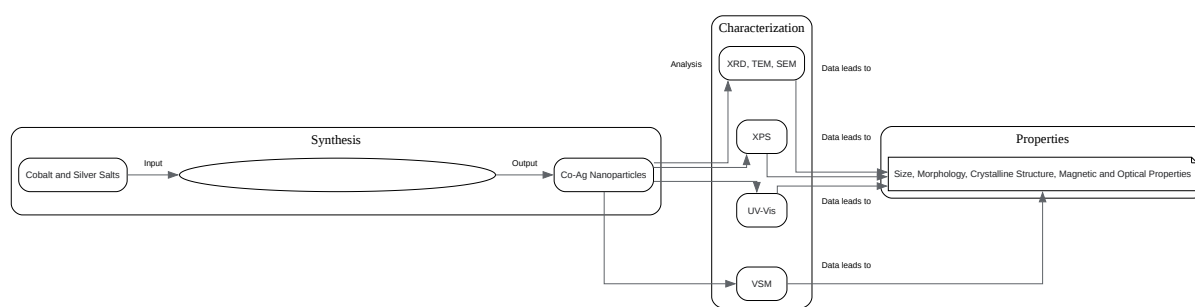 Characterization
Analysis
XRD, TEM, SEM
Data leads to
Synthesis
XPS
Data leads to
Properties
Cobalt and Silver Salts
Input
Output
Co-Ag Nanoparticles
Size, Morphology, Crystalline Structure, Magnetic and Optical Properties
UV-Vis
Data leads to
VSM
Data leads to